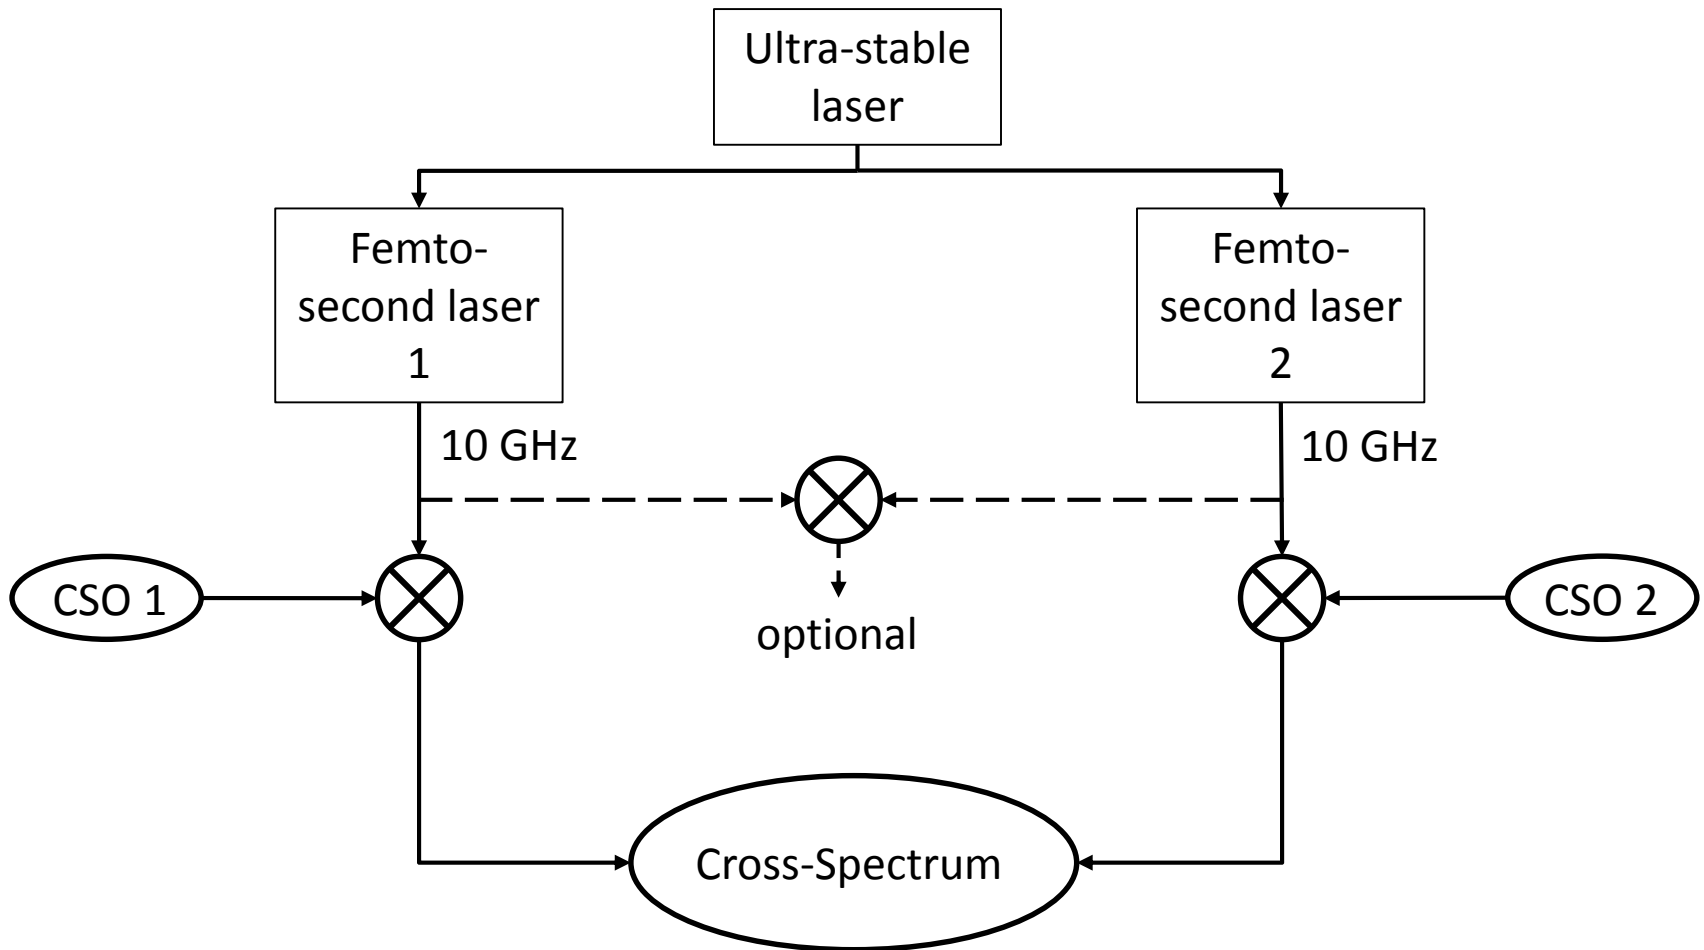 Ultra-stable
laser
Femto-
second laser
1
Femto-
second laser
2
10 GHz
10 GHz
CSO 1
optional
CSO 2
Cross-Spectrum